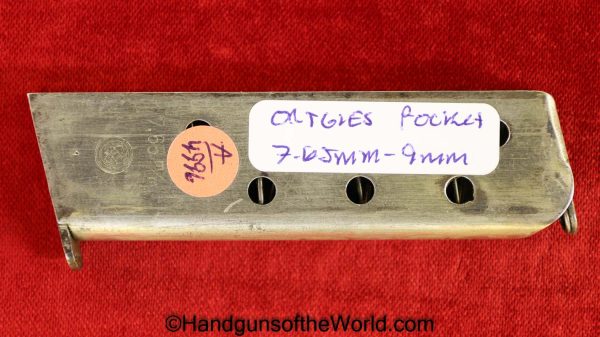 ORTGIES Pocket
7.65mm-9mm
A
4996
©HandgunsoftheWorld.com